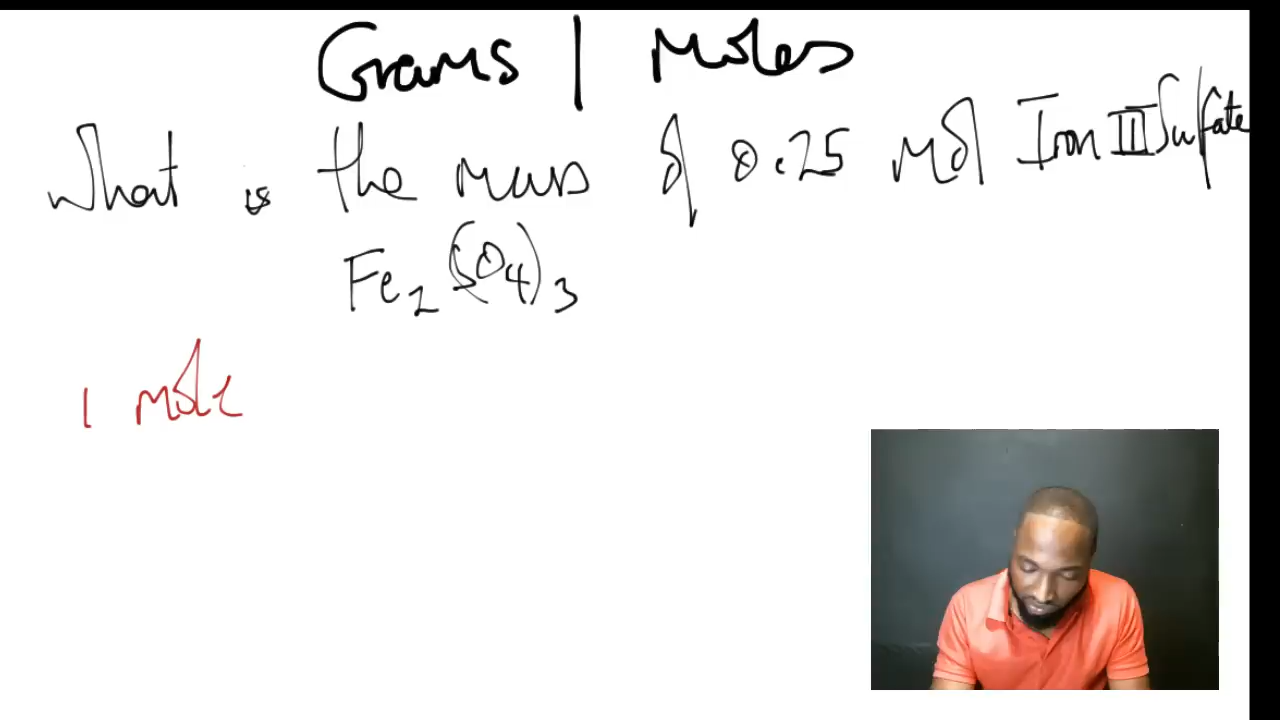 Grams | Moles
What is the mass of 0.25 mol Iron III Sulfate
Fe2(SO4)3
1 mole